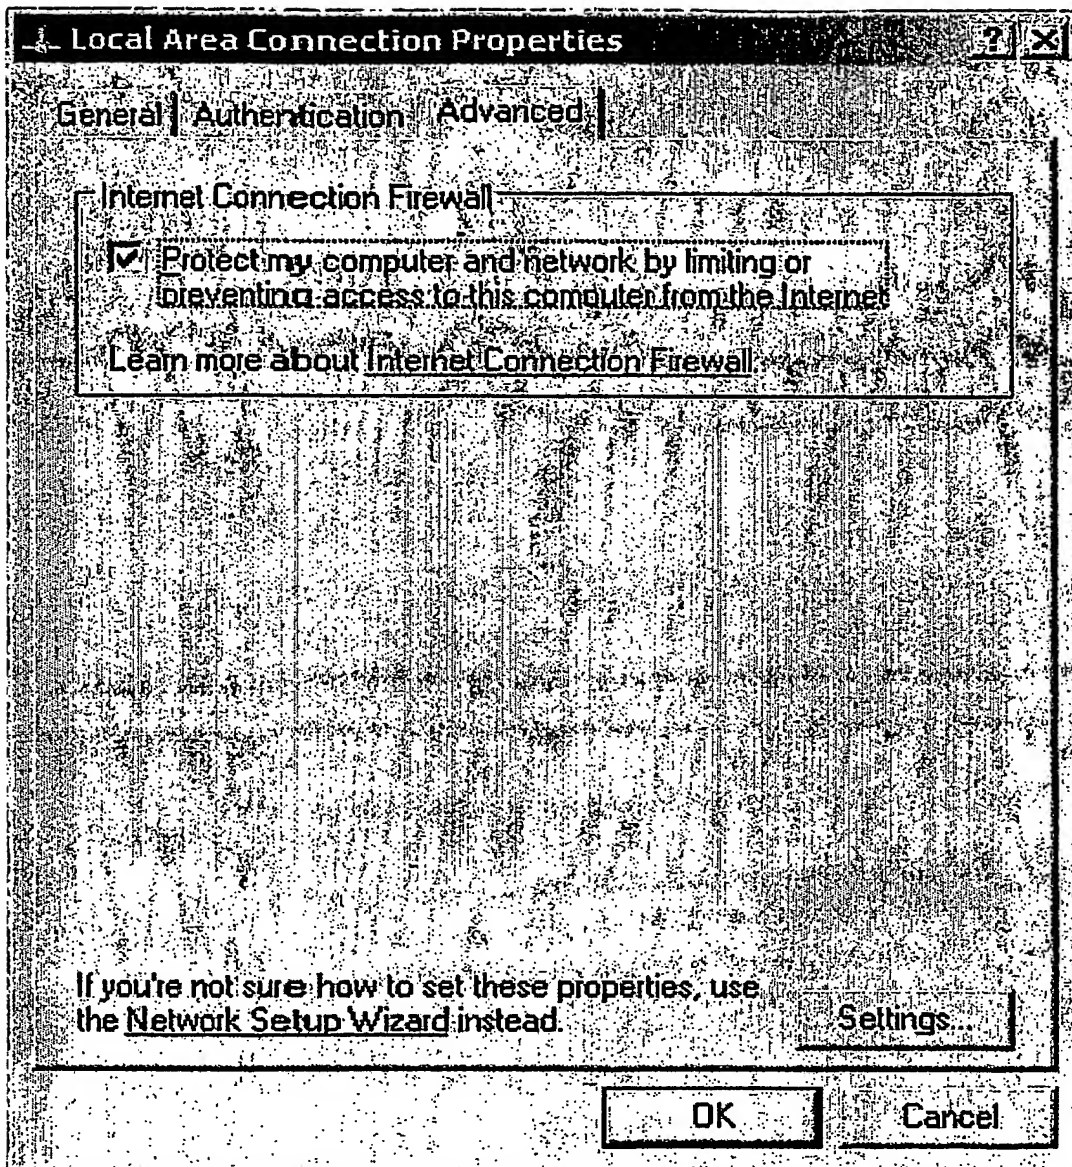 Local Area Connection Properties
General Authentication Advanced
Internet Connection Firewall
Protect my computer and network by limiting or
preventing access to this computer from the Internet
Learn more about Internet Connection Firewall.
If you're not sure how to set these properties, use
the Network Setup Wizard instead.
Settings...
OK Cancel